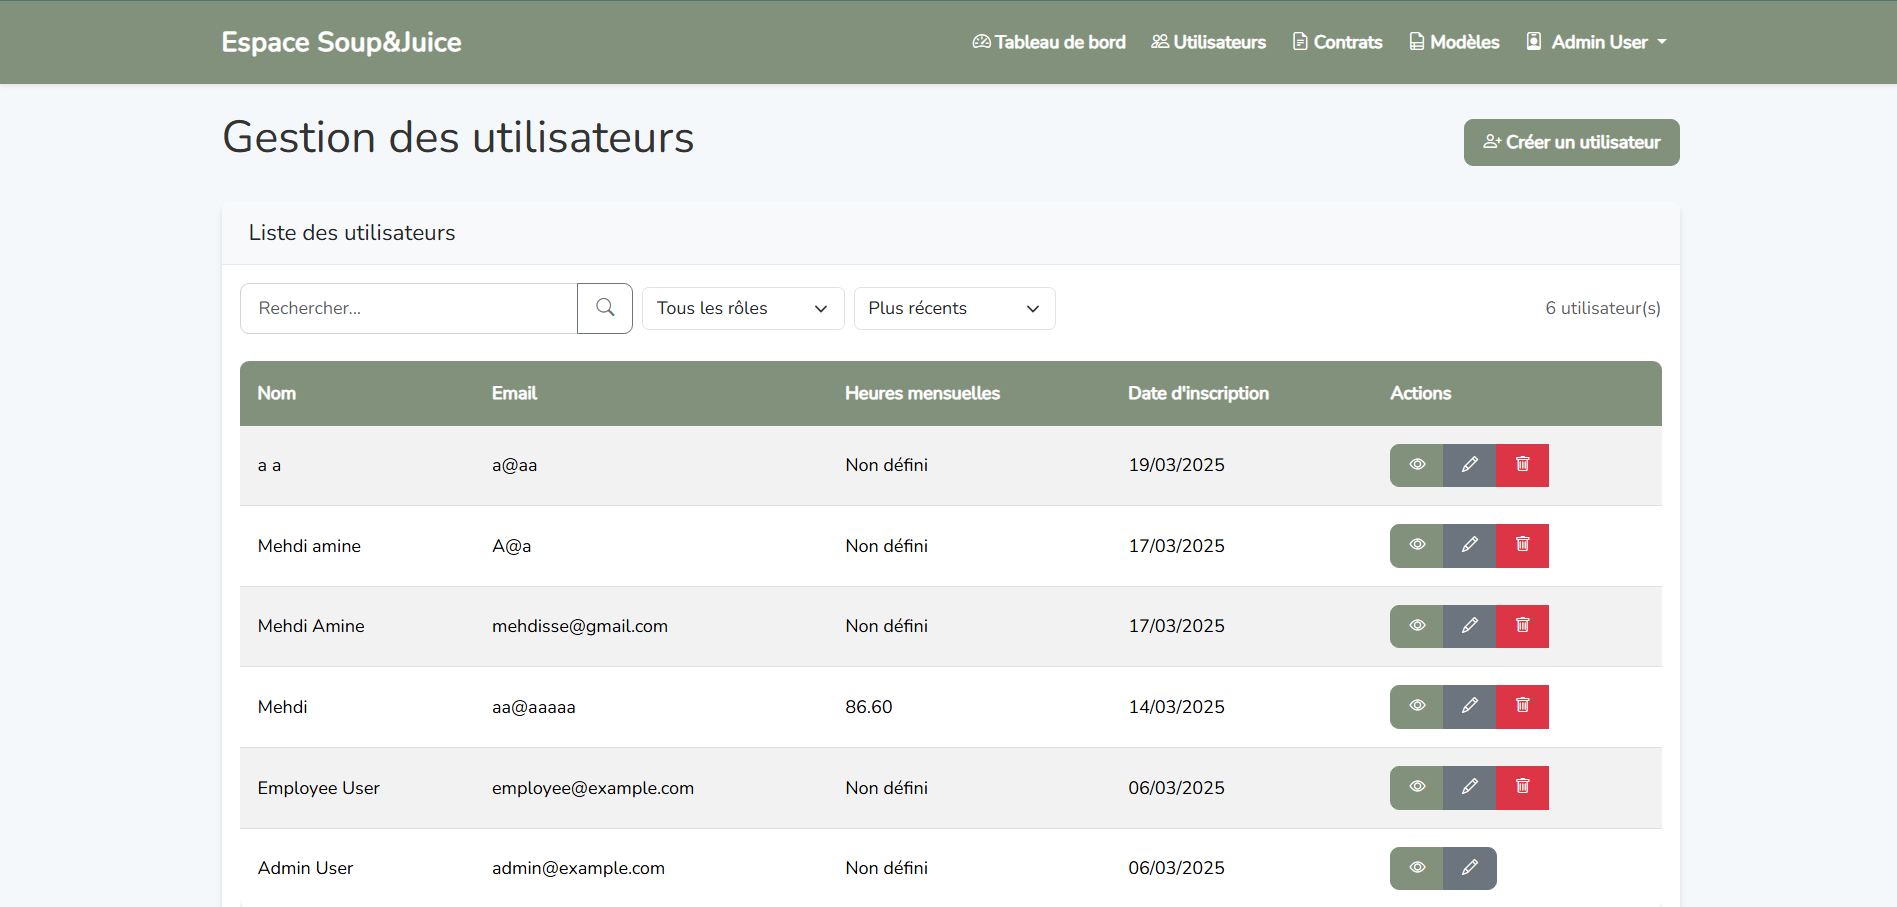 Espace Soup&Juice
Tableau de bord Utilisateurs Contrats Modèles Admin User
Gestion des utilisateurs
Créer un utilisateur
Liste des utilisateurs
Rechercher... Tous les rôles Plus récents 6 utilisateur(s)
Nom Email Heures mensuelles Date d'inscription Actions
a a a@aa Non défini 19/03/2025
Mehdi amine A@a Non défini 17/03/2025
Mehdi Amine mehdisse@gmail.com Non défini 17/03/2025
Mehdi aa@aaaaa 86.60 14/03/2025
Employee User employee@example.com Non défini 06/03/2025
Admin User admin@example.com Non défini 06/03/2025